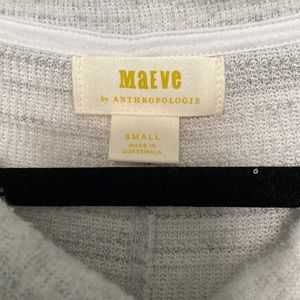 MaEVe
by ANTHROPOLOGIE
SMALL
MADE IN
GUATEMALA